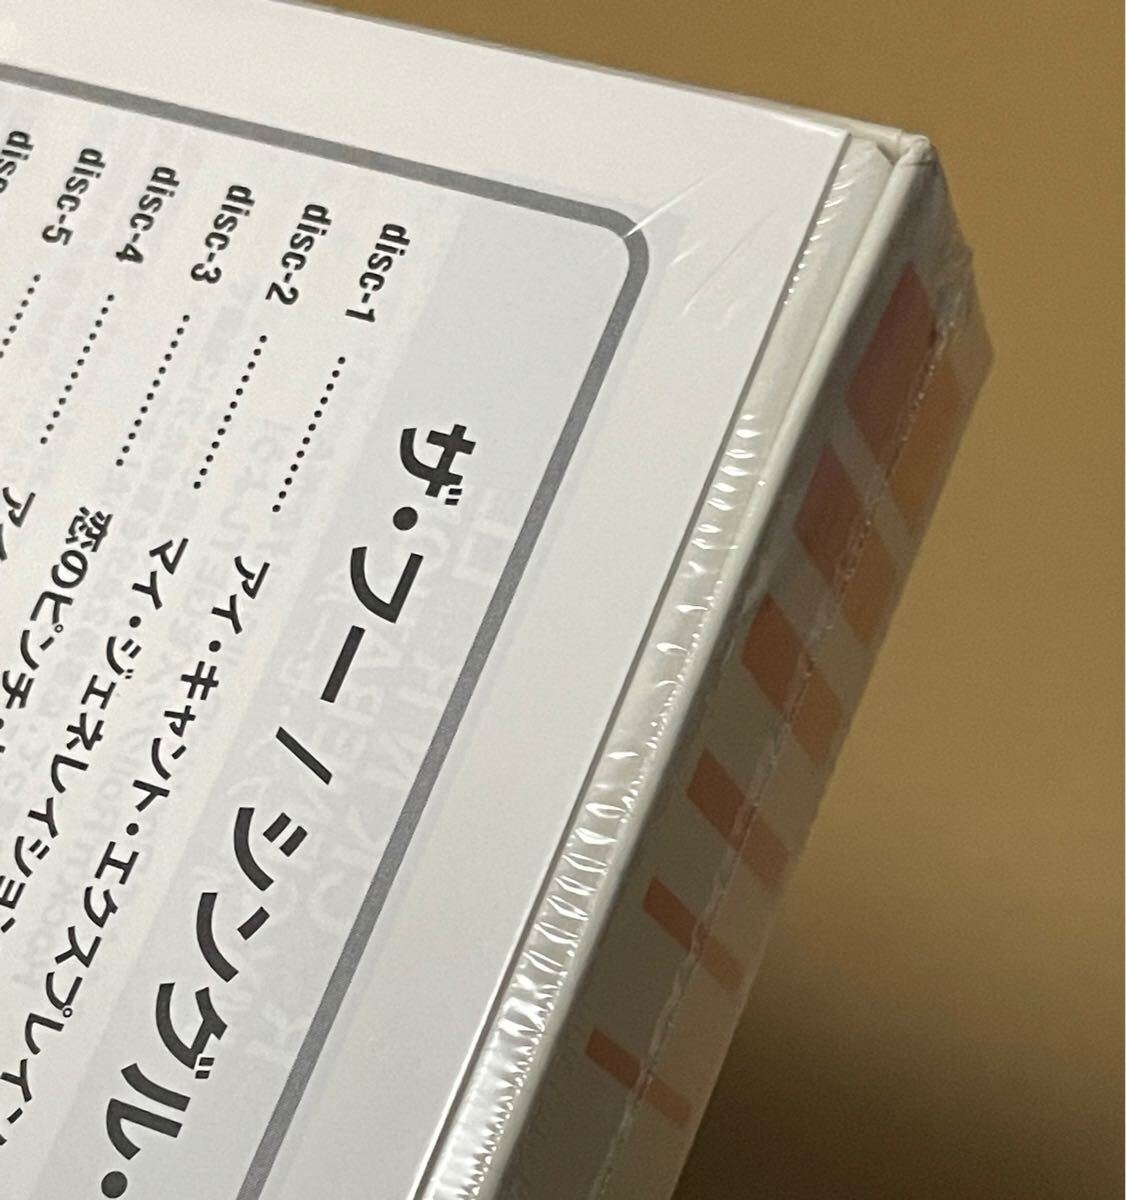 ザ・フー / シングル・
disc-1 ………… アイ・キャント・エクスプレイン
disc-2 ………… マイ・ジェネレイション
disc-3 ………… 恋のピンチ・
disc-4 ………… ア
disc-5